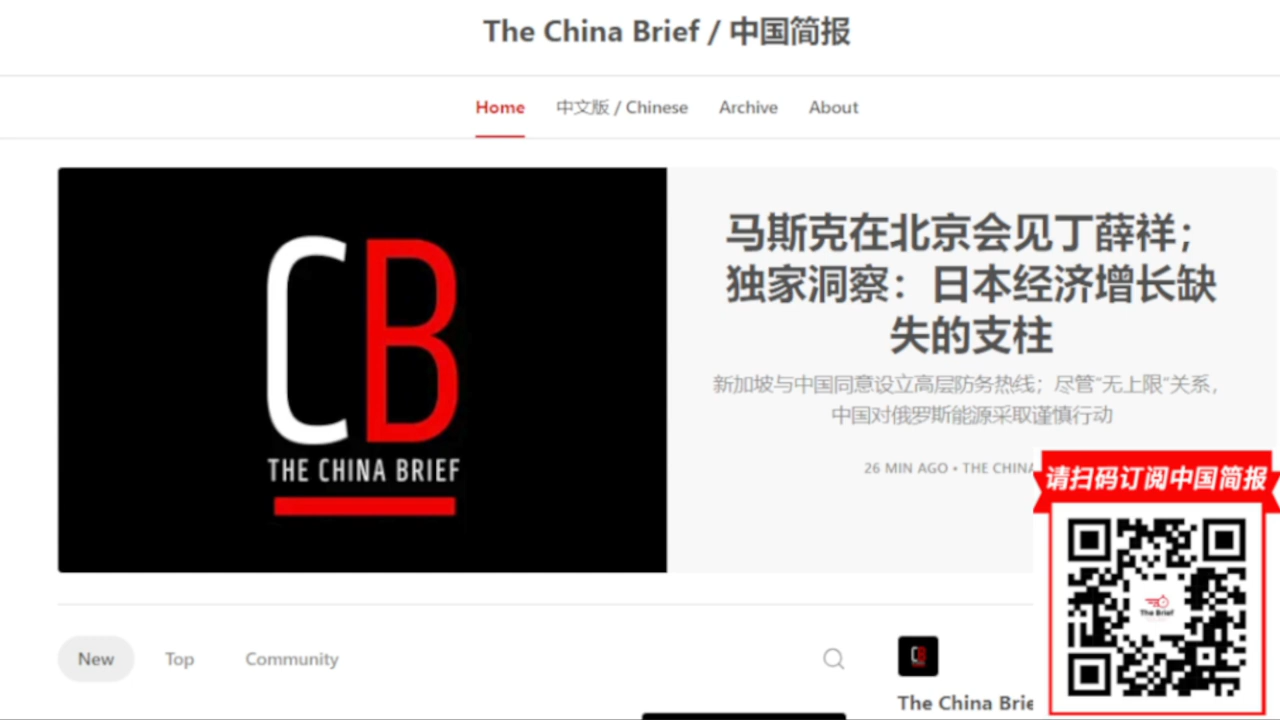 The China Brief / 中国简报
Home
中文版 / Chinese
Archive
About
CB
THE CHINA BRIEF
马斯克在北京会见丁薛祥；
独家洞察：日本经济增长缺
失的支柱
新加坡与中国同意设立高层防务热线；尽管"无上限"关系，
中国对俄罗斯能源采取谨慎行动
26 MIN AGO • THE CHINA
请扫码订阅中国简报
The Brief
New
Top
Community
CB
The China Brie